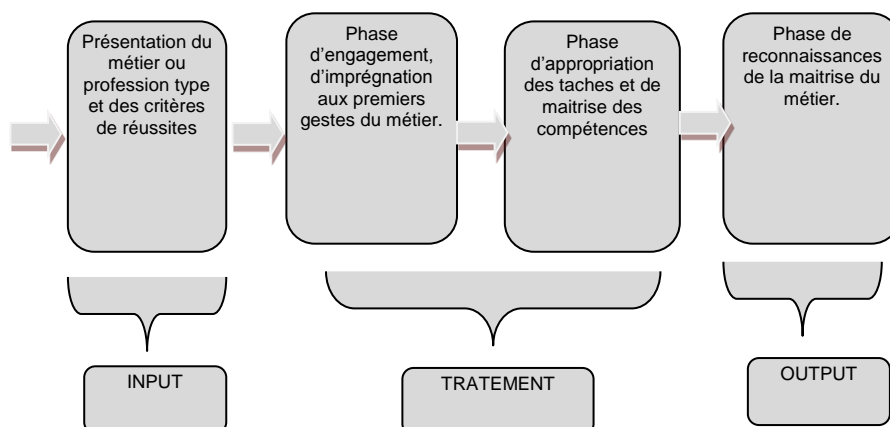 Présentation du
métier ou
profession type
et des critères
de réussites
Phase
d'engagement,
d'imprégnation
aux premiers
gestes du métier.
Phase
d'appropriation
des taches et de
maitrise des
compétences
Phase de
reconnaissances
de la maitrise du
métier.
INPUT
TRATEMENT
OUTPUT